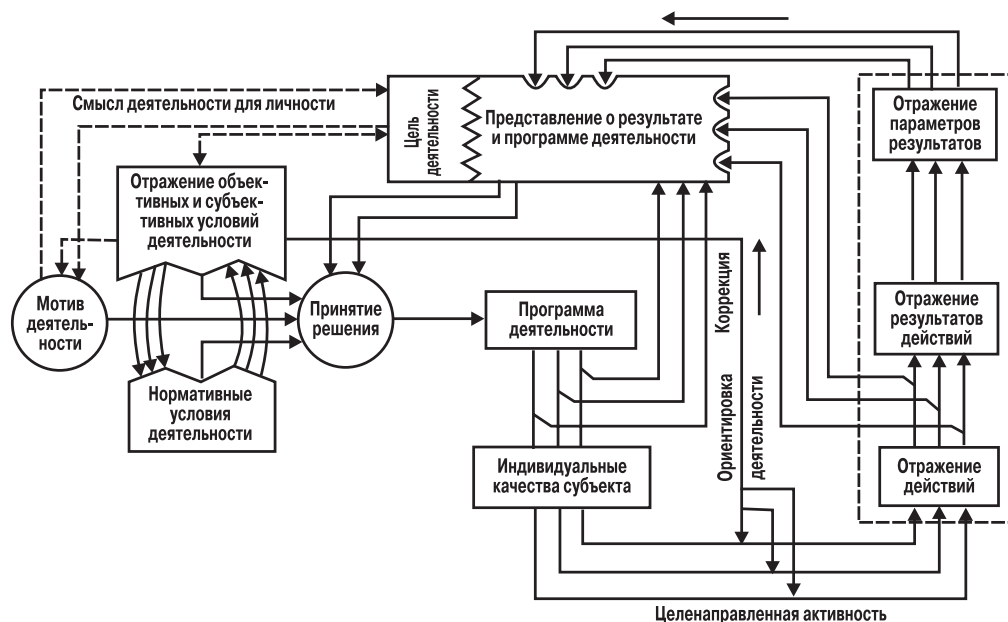 Смысл деятельности для личности
Цель
деятельности
Представление о результате
и программе деятельности
Отражение
параметров
результатов
Отражение объек-
тивных и субъек-
тивных условий
деятельности
Мотив
деятель-
ности
Принятие
решения
Программа
деятельности
Коррекция
Отражение
результатов
действий
Нормативные
условия
деятельности
Ориентировка
деятельности
Индивидуальные
качества субъекта
Отражение
действий
Целенаправленная активность